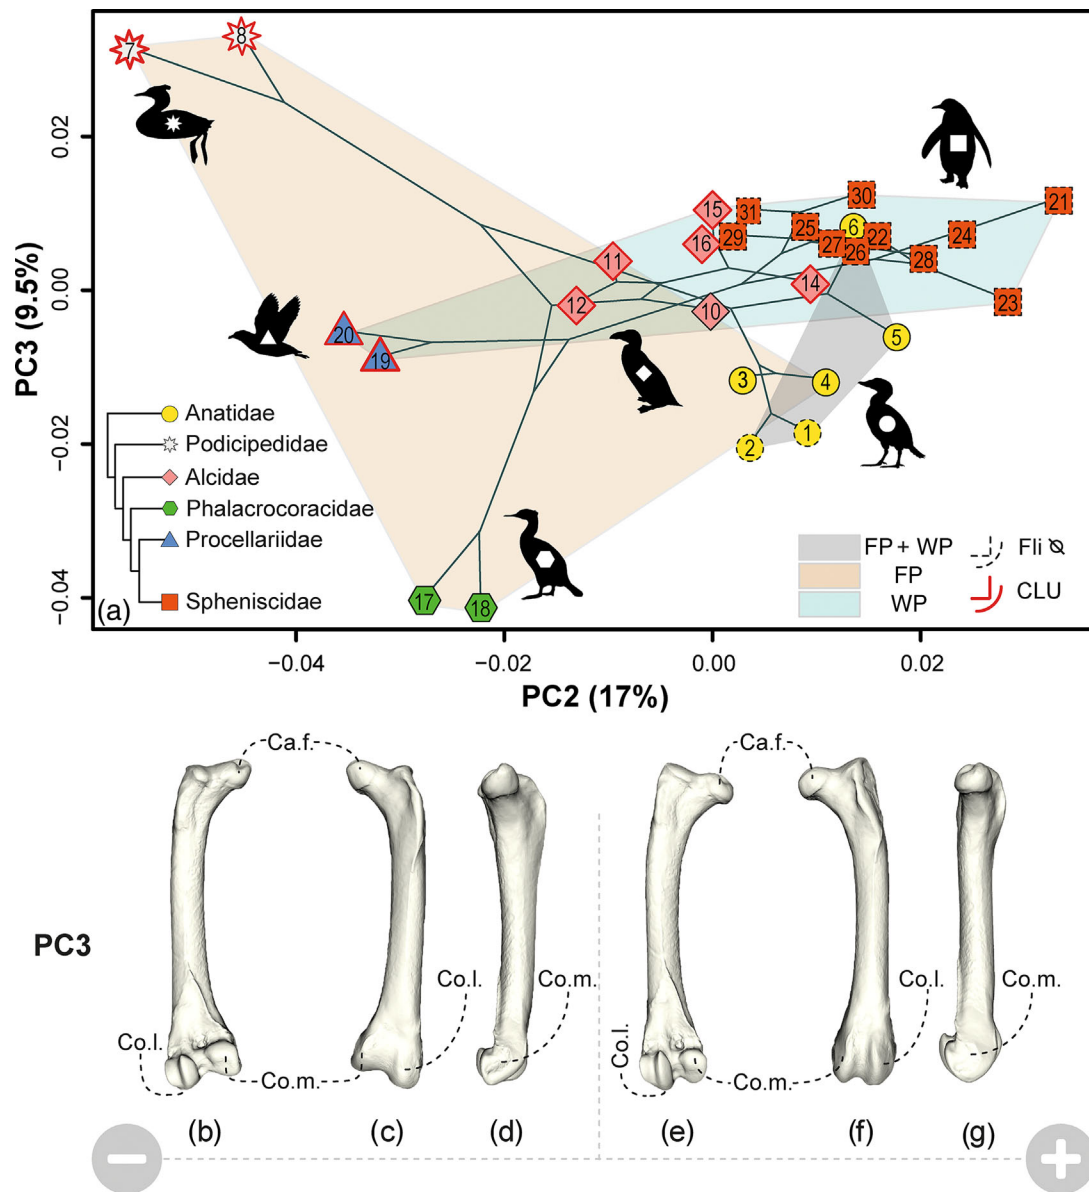 PC3 (9.5%)
0.02
0.00
−0.02
−0.04
7
8
15
16
31
29
30
25
6
27
22
26
28
24
21
23
11
12
10
14
20
19
5
3
4
2
1
17
18
Anatidae
Podicipedidae
Alcidae
Phalacrocoracidae
Procellariidae
Spheniscidae
(a)
FP + WP
FP
WP
Fli
CLU
−0.04
−0.02
0.00
0.02
PC2 (17%)
Ca.f.
Ca.f.
PC3
Co.l.
Co.m.
Co.l.
Co.m.
Co.l.
Co.m.
Co.l.
Co.m.
(b)
(c)
(d)
(e)
(f)
(g)
−
+